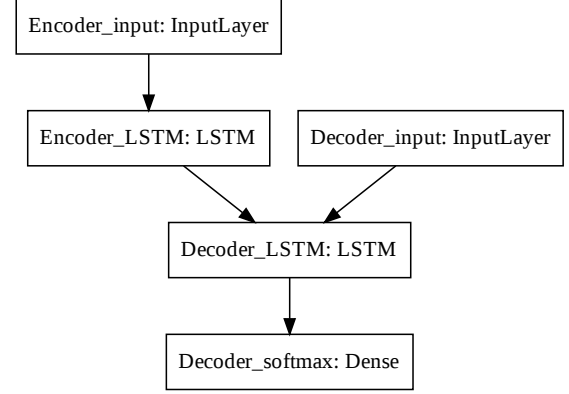 Encoder_input: InputLayer
Encoder_LSTM: LSTM
Decoder_input: InputLayer
Decoder_LSTM: LSTM
Decoder_softmax: Dense